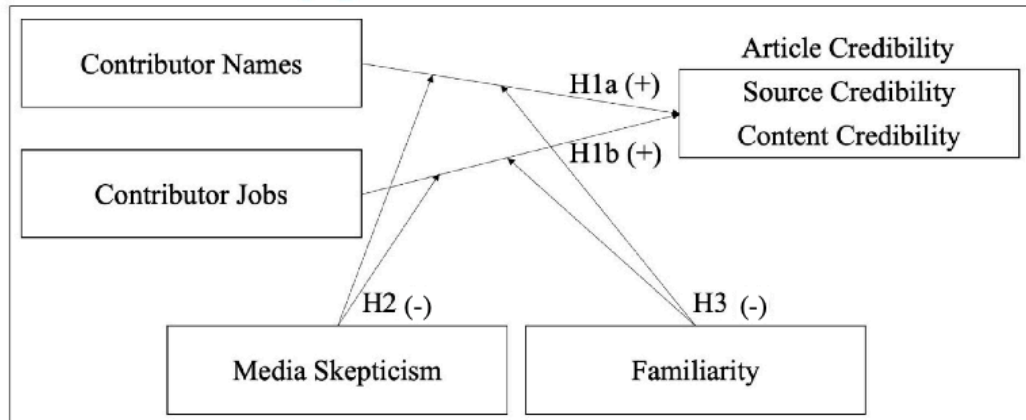 Contributor Names
Article Credibility
H1a (+)
Source Credibility
Content Credibility
H1b (+)
Contributor Jobs
H2 (-)
H3 (-)
Media Skepticism
Familiarity